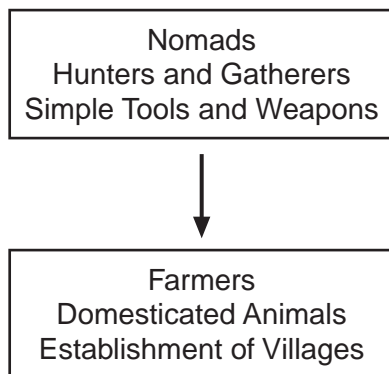 Nomads
Hunters and Gatherers
Simple Tools and Weapons
Farmers
Domesticated Animals
Establishment of Villages